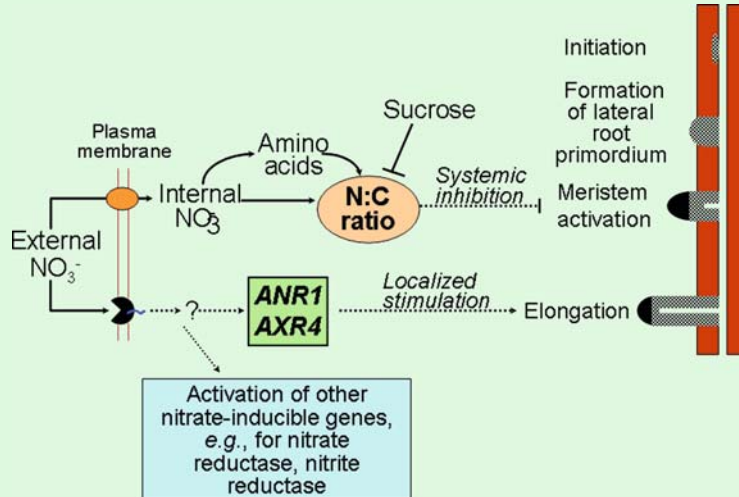 Initiation
Formation
of lateral
root
primordium
Sucrose
Plasma
membrane
Amino
acids
Internal
NO3
N:C
ratio
Systemic
inhibition
Meristem
activation
External
NO3-
?
ANR1
AXR4
Localized
stimulation
Elongation
Activation of other
nitrate-inducible genes,
e.g., for nitrate
reductase, nitrite
reductase